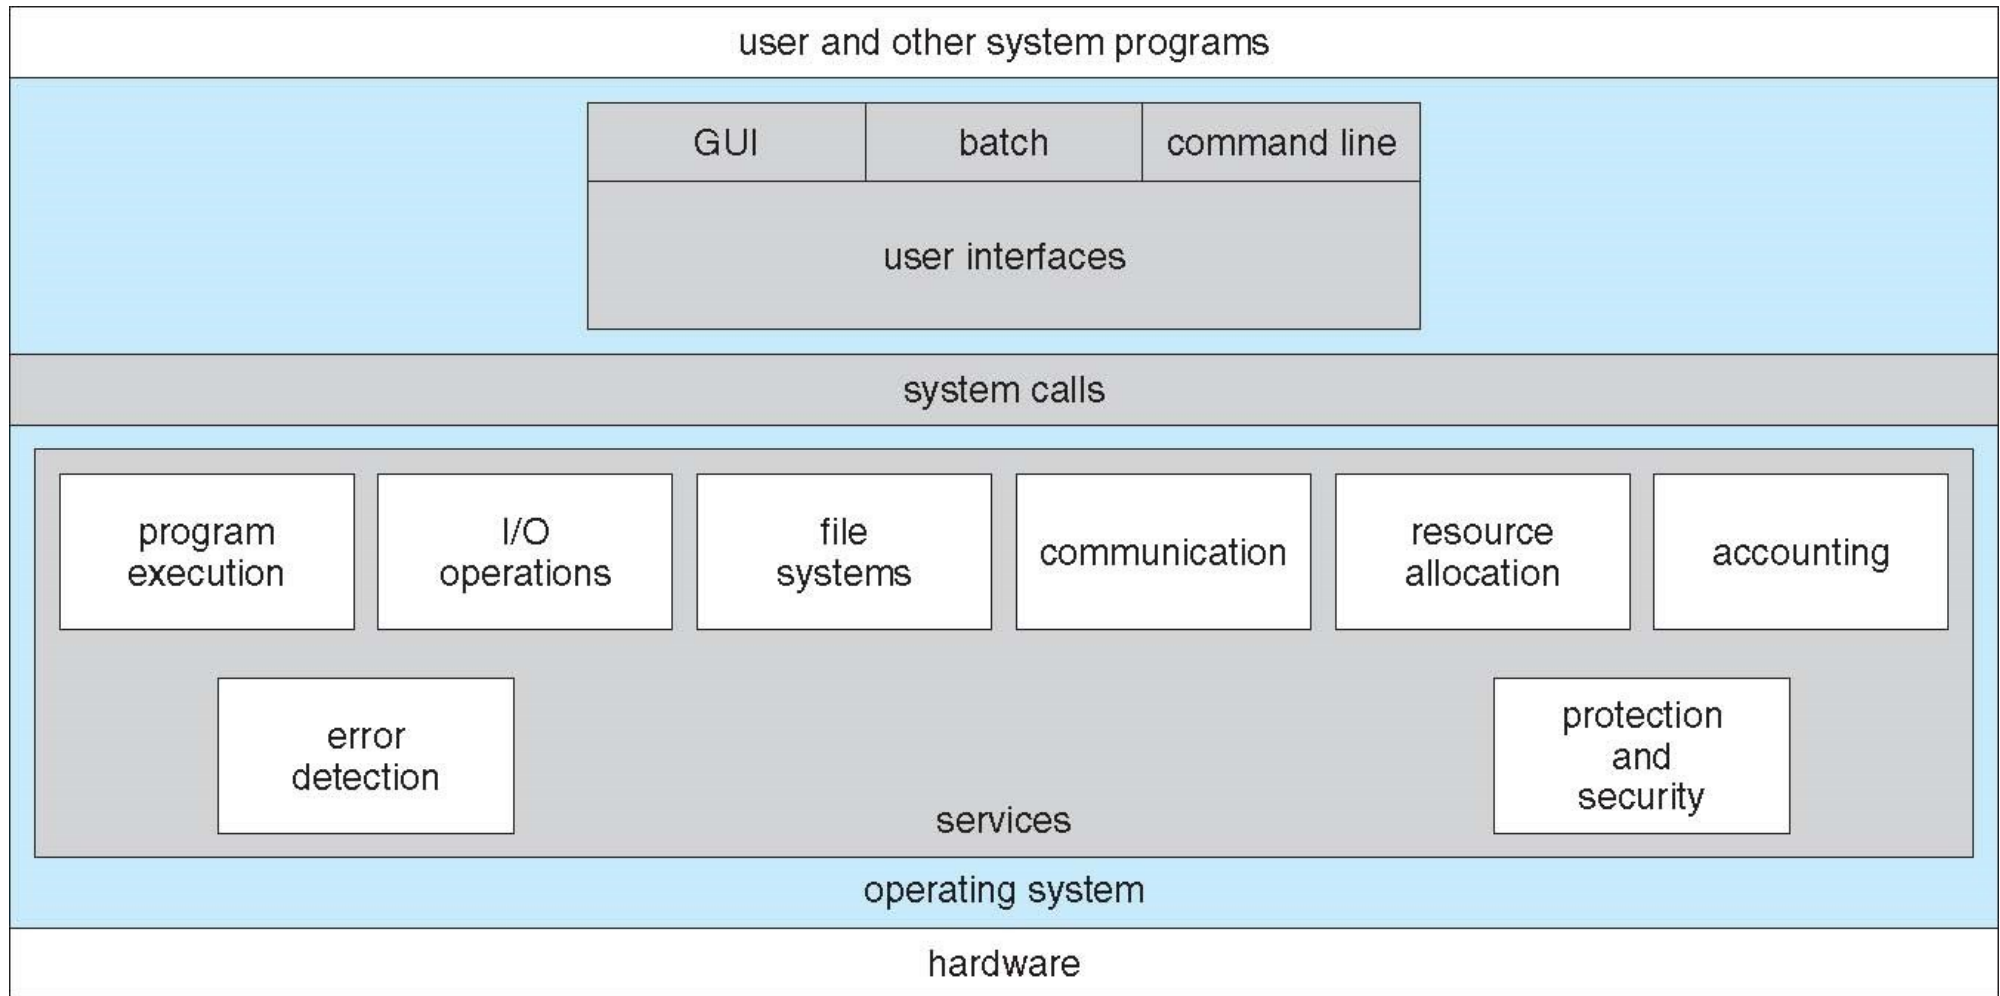 user and other system programs
GUI
batch
command line
user interfaces
system calls
program
execution
I/O
operations
file
systems
communication
resource
allocation
accounting
error
detection
protection
and
security
services
operating system
hardware